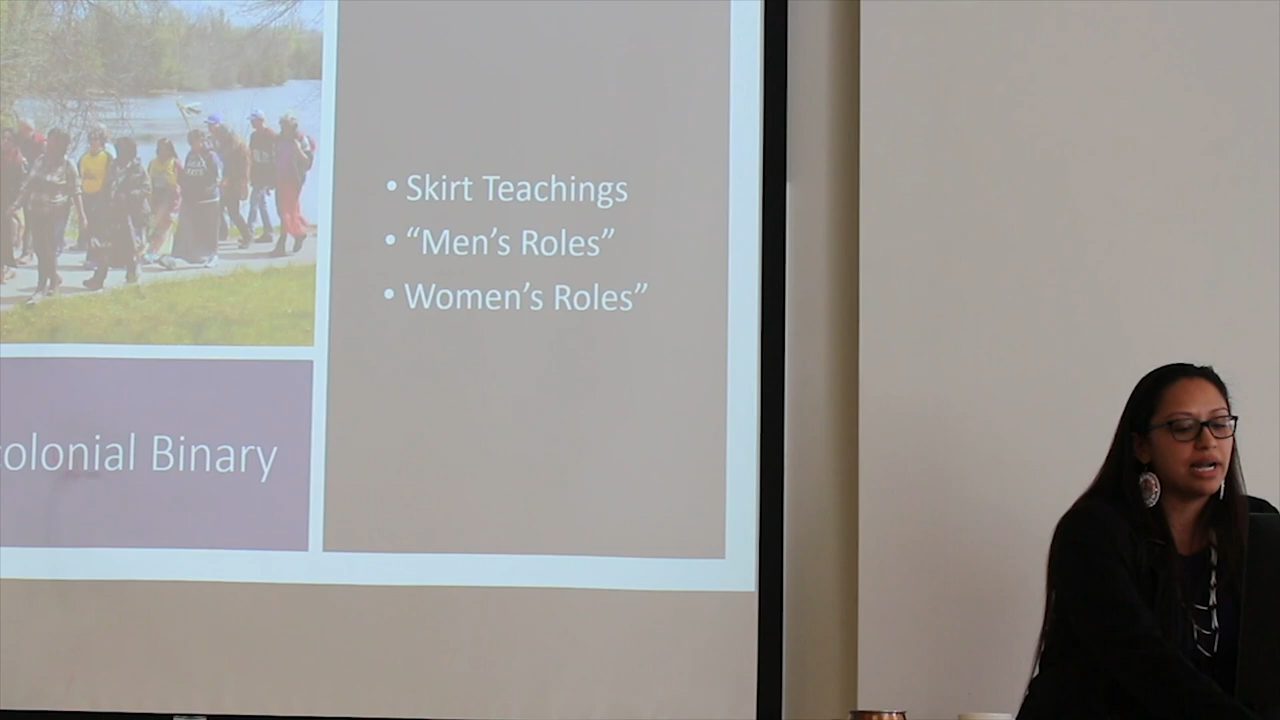 • Skirt Teachings
• “Men’s Roles”
• Women’s Roles”
olonial Binary